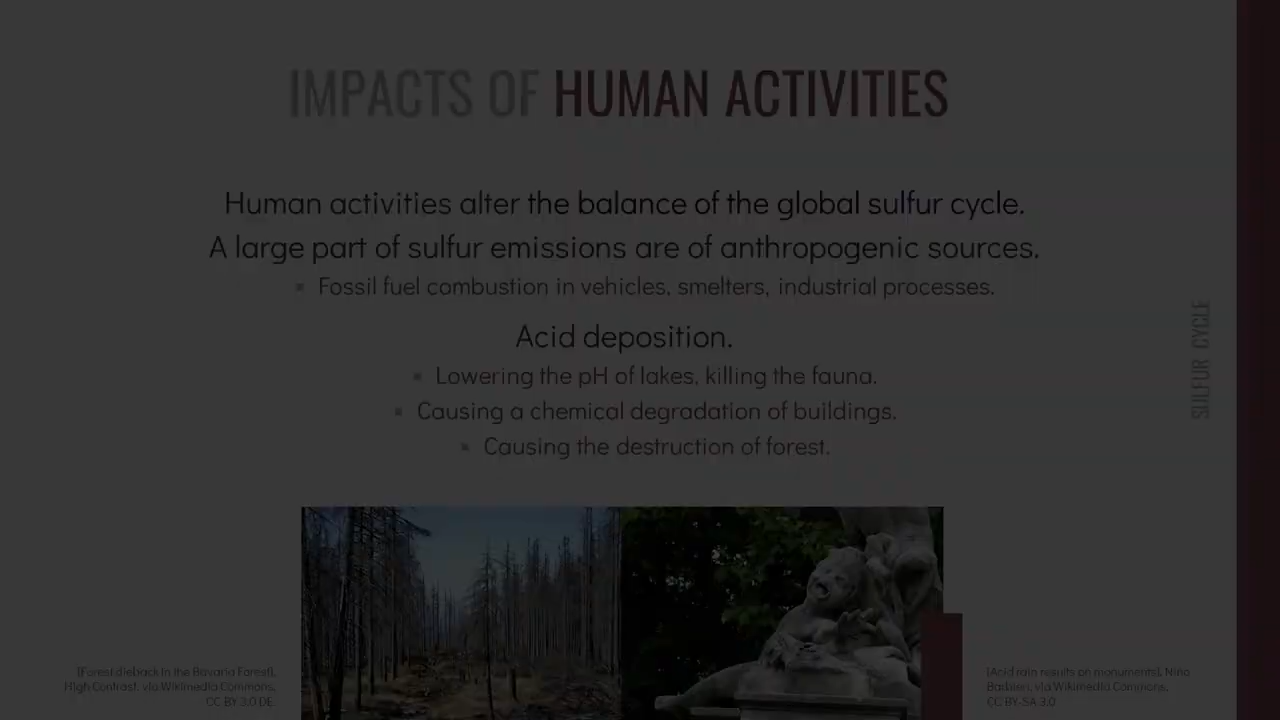 IMPACTS OF HUMAN ACTIVITIES
Human activities alter the balance of the global sulfur cycle.
A large part of sulfur emissions are of anthropogenic sources.
Fossil fuel combustion in vehicles, smelters, industrial processes.
Acid deposition.
Lowering the pH of lakes, killing the fauna.
Causing a chemical degradation of buildings.
Causing the destruction of forest.
SULFUR CYCLE
[Forest dieback in the Bavaria Forest],
High Contrast, via Wikimedia Commons,
CC BY 3.0 DE.
[Acid rain results on monuments], Nino
Barbieri, via Wikimedia Commons,
CC BY-SA 3.0